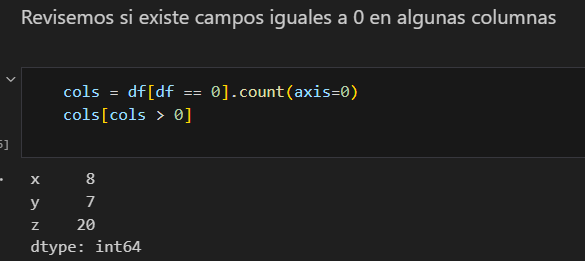 Revisemos si existe campos iguales a 0 en algunas columnas
cols = df[df == 0].count(axis=0)
cols[cols > 0]
]
x 8
y 7
z 20
dtype: int64